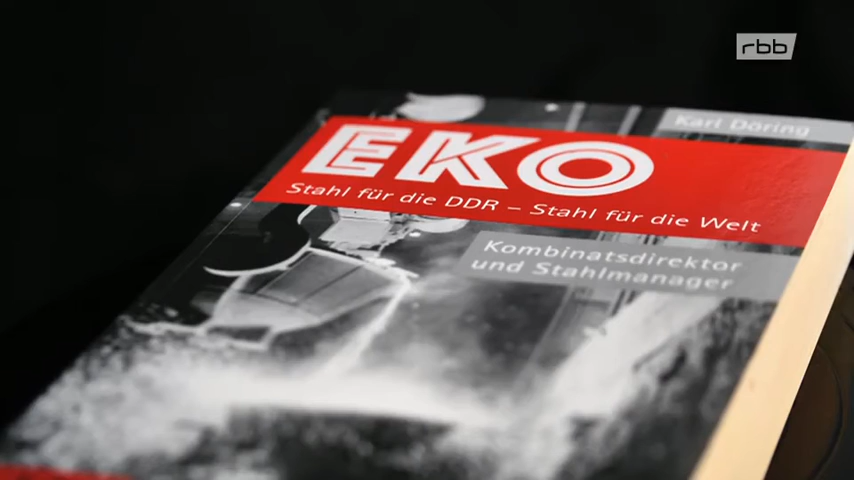 rbb
Karl Döring
EKO
Stahl für die DDR – Stahl für die Welt
Kombinatsdirektor
und Stahlmanager